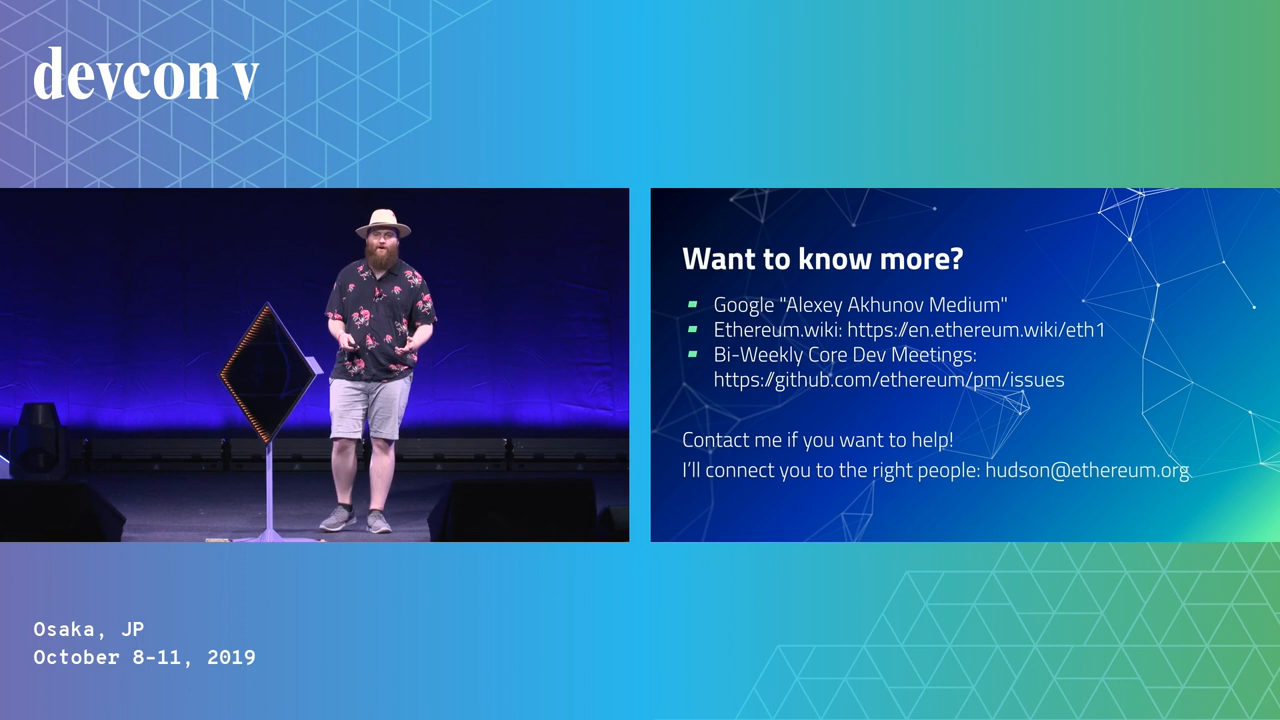 devcon v
Want to know more?
Google "Alexey Akhunov Medium"
Ethereum.wiki: https://en.ethereum.wiki/eth1
Bi-Weekly Core Dev Meetings:
https://github.com/ethereum/pm/issues
Contact me if you want to help!
I'll connect you to the right people: hudson@ethereum.org
Osaka, JP
October 8-11, 2019